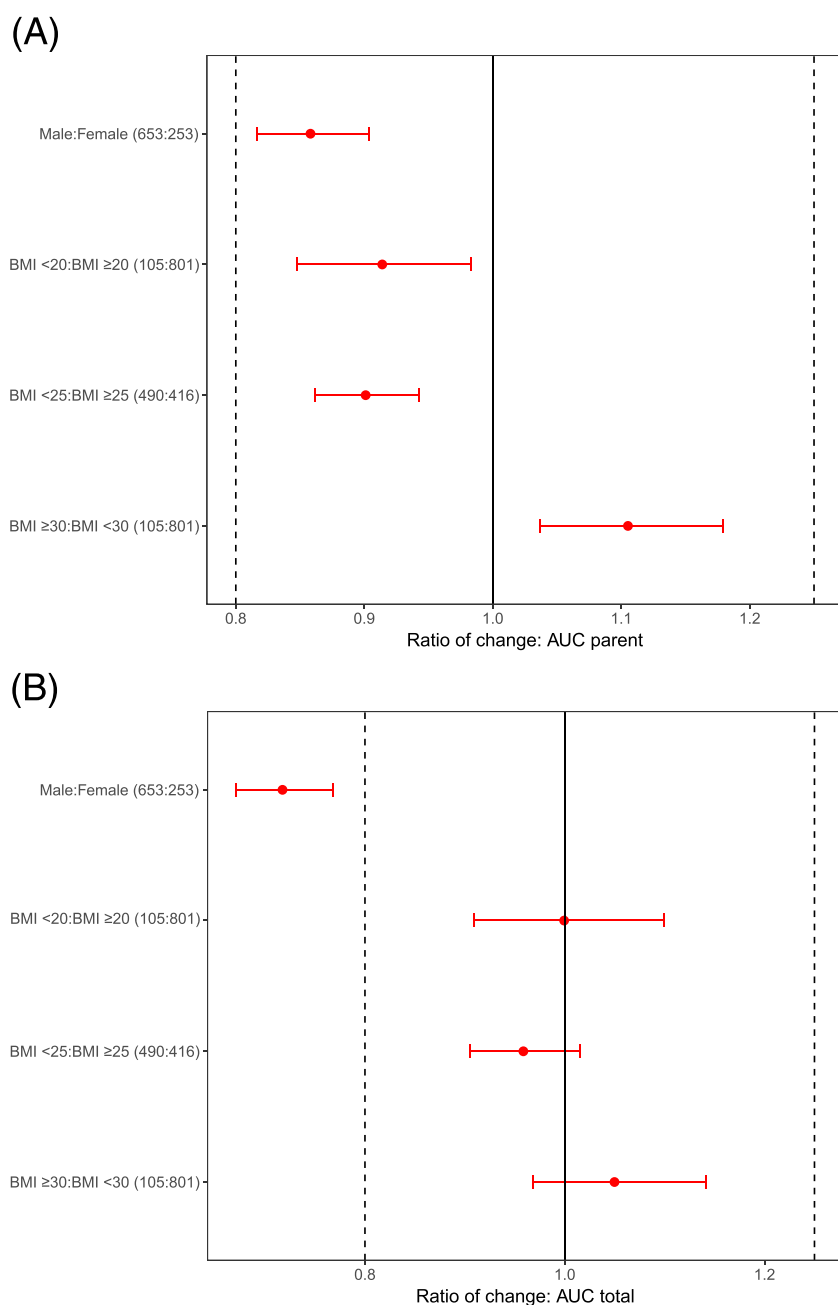 (A)
Male:Female (653:253)
BMI <20:BMI ≥20 (105:801)
BMI <25:BMI ≥25 (490:416)
BMI ≥30:BMI <30 (105:801)
0.8 0.9 1.0 1.1 1.2
Ratio of change: AUC parent
(B)
Male:Female (653:253)
BMI <20:BMI ≥20 (105:801)
BMI <25:BMI ≥25 (490:416)
BMI ≥30:BMI <30 (105:801)
0.8 1.0 1.2
Ratio of change: AUC total